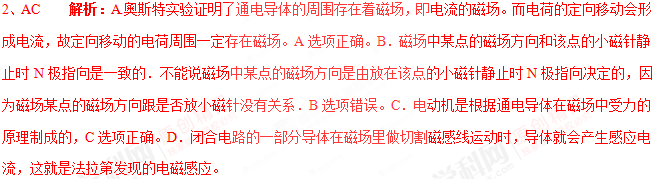 2、AC 解析：A.奥斯特实验证明了通电导体的周围存在着磁场，即电流的磁场。而电荷的定向移动会形
成电流，故定向移动的电荷周围一定存在磁场。A 选项正确。B．磁场中某点的磁场方向和该点的小磁针静
止时 N 极指向是一致的．不能说磁场中某点的磁场方向是由放在该点的小磁针静止时 N 极指向决定的，因
为磁场某点的磁场方向跟是否放小磁针没有关系．B 选项错误。C．电动机是根据通电导体在磁场中受力的
原理制成的，C 选项正确。D．闭合电路的一部分导体在磁场里做切割磁感线运动时，导体就会产生感应电
流，这就是法拉第发现的电磁感应。